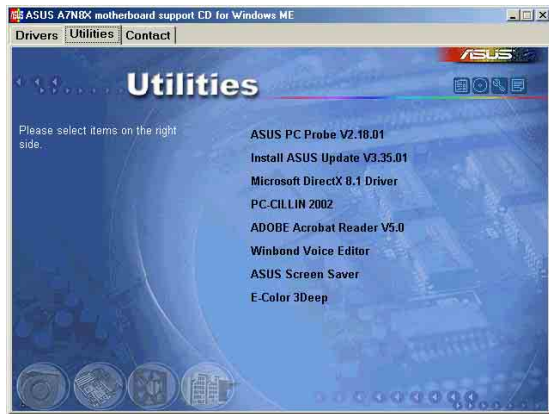 ASUS A7N8X motherboard support CD for Windows ME
Drivers Utilities Contact
ASUS
Utilities
Please select items on the right
side.
ASUS PC Probe V2.18.01
Install ASUS Update V3.35.01
Microsoft DirectX 8.1 Driver
PC-CILLIN 2002
ADOBE Acrobat Reader V5.0
Winbond Voice Editor
ASUS Screen Saver
E-Color 3Deep